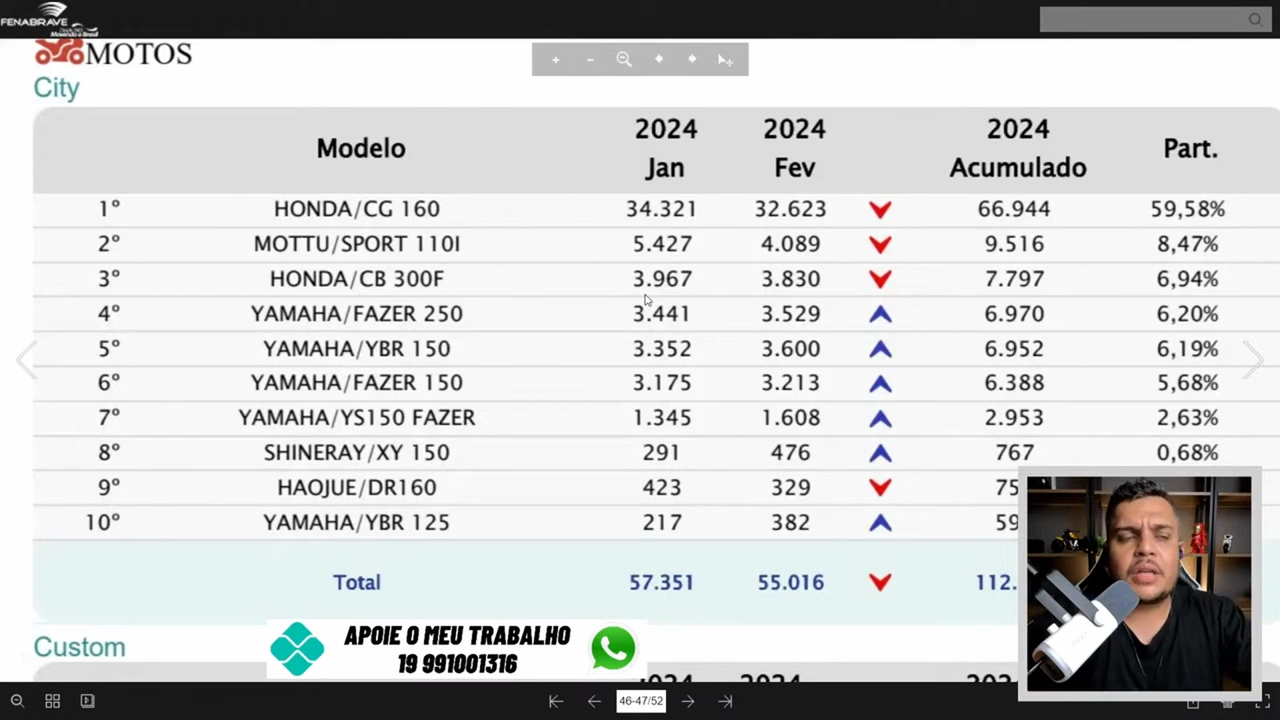 FENABRAVE
MOTOS
City
Modelo 2024 Jan 2024 Fev 2024 Acumulado Part.
1º HONDA/CG 160 34.321 32.623 66.944 59,58%
2º MOTTU/SPORT 110I 5.427 4.089 9.516 8,47%
3º HONDA/CB 300F 3.967 3.830 7.797 6,94%
4º YAMAHA/FAZER 250 3.441 3.529 6.970 6,20%
5º YAMAHA/YBR 150 3.352 3.600 6.952 6,19%
6º YAMAHA/FAZER 150 3.175 3.213 6.388 5,68%
7º YAMAHA/YS150 FAZER 1.345 1.608 2.953 2,63%
8º SHINERAY/XY 150 291 476 767 0,68%
9º HAOJUE/DR160 423 329 75
10º YAMAHA/YBR 125 217 382 59
Total 57.351 55.016 112.
APOIE O MEU TRABALHO
19 991001316
Custom
2024 2024
46-47/52